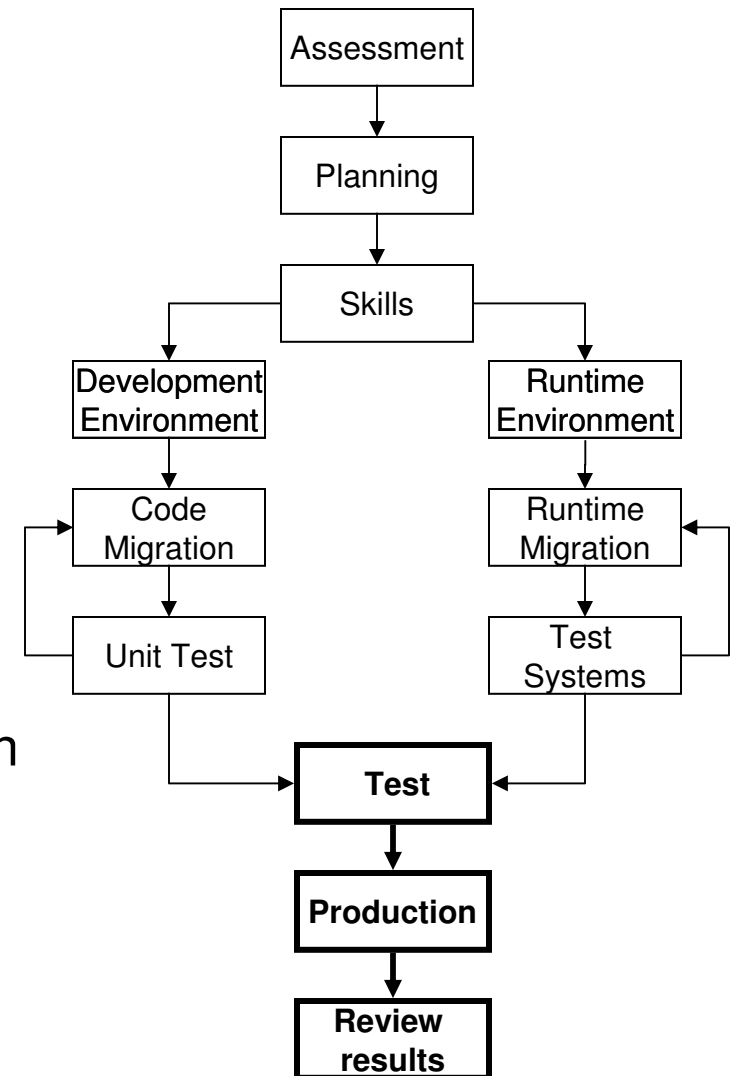 Assessment
Planning
Skills
Development
Environment
Runtime
Environment
Code
Migration
Runtime
Migration
Unit Test
Test
Systems
n
Test
Production
Review
results